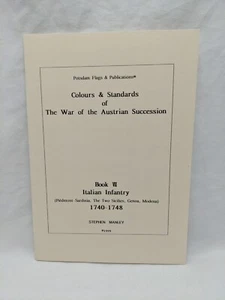 Potsdam Flags & Publications®
Colours & Standards
of
The War of the Austrian Succession
Book VI
Italian Infantry
(Piedmont Sardinia, The Two Sicilies, Genoa, Modena)
1740-1748
STEPHEN MANLEY